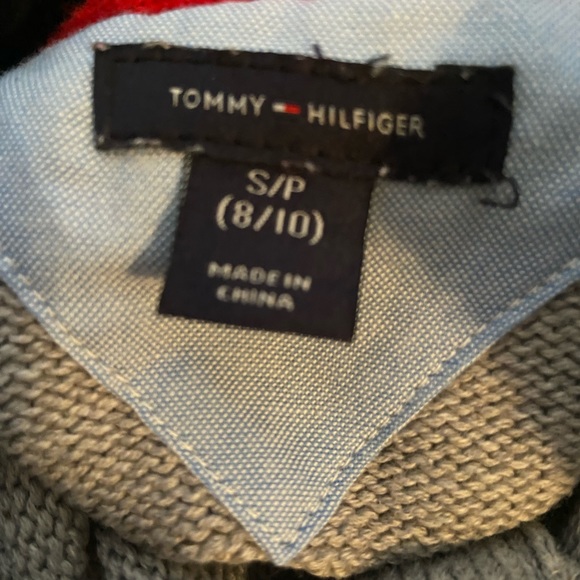 TOMMY HILFIGER
S/P
(8/10)
MADE IN
CHINA